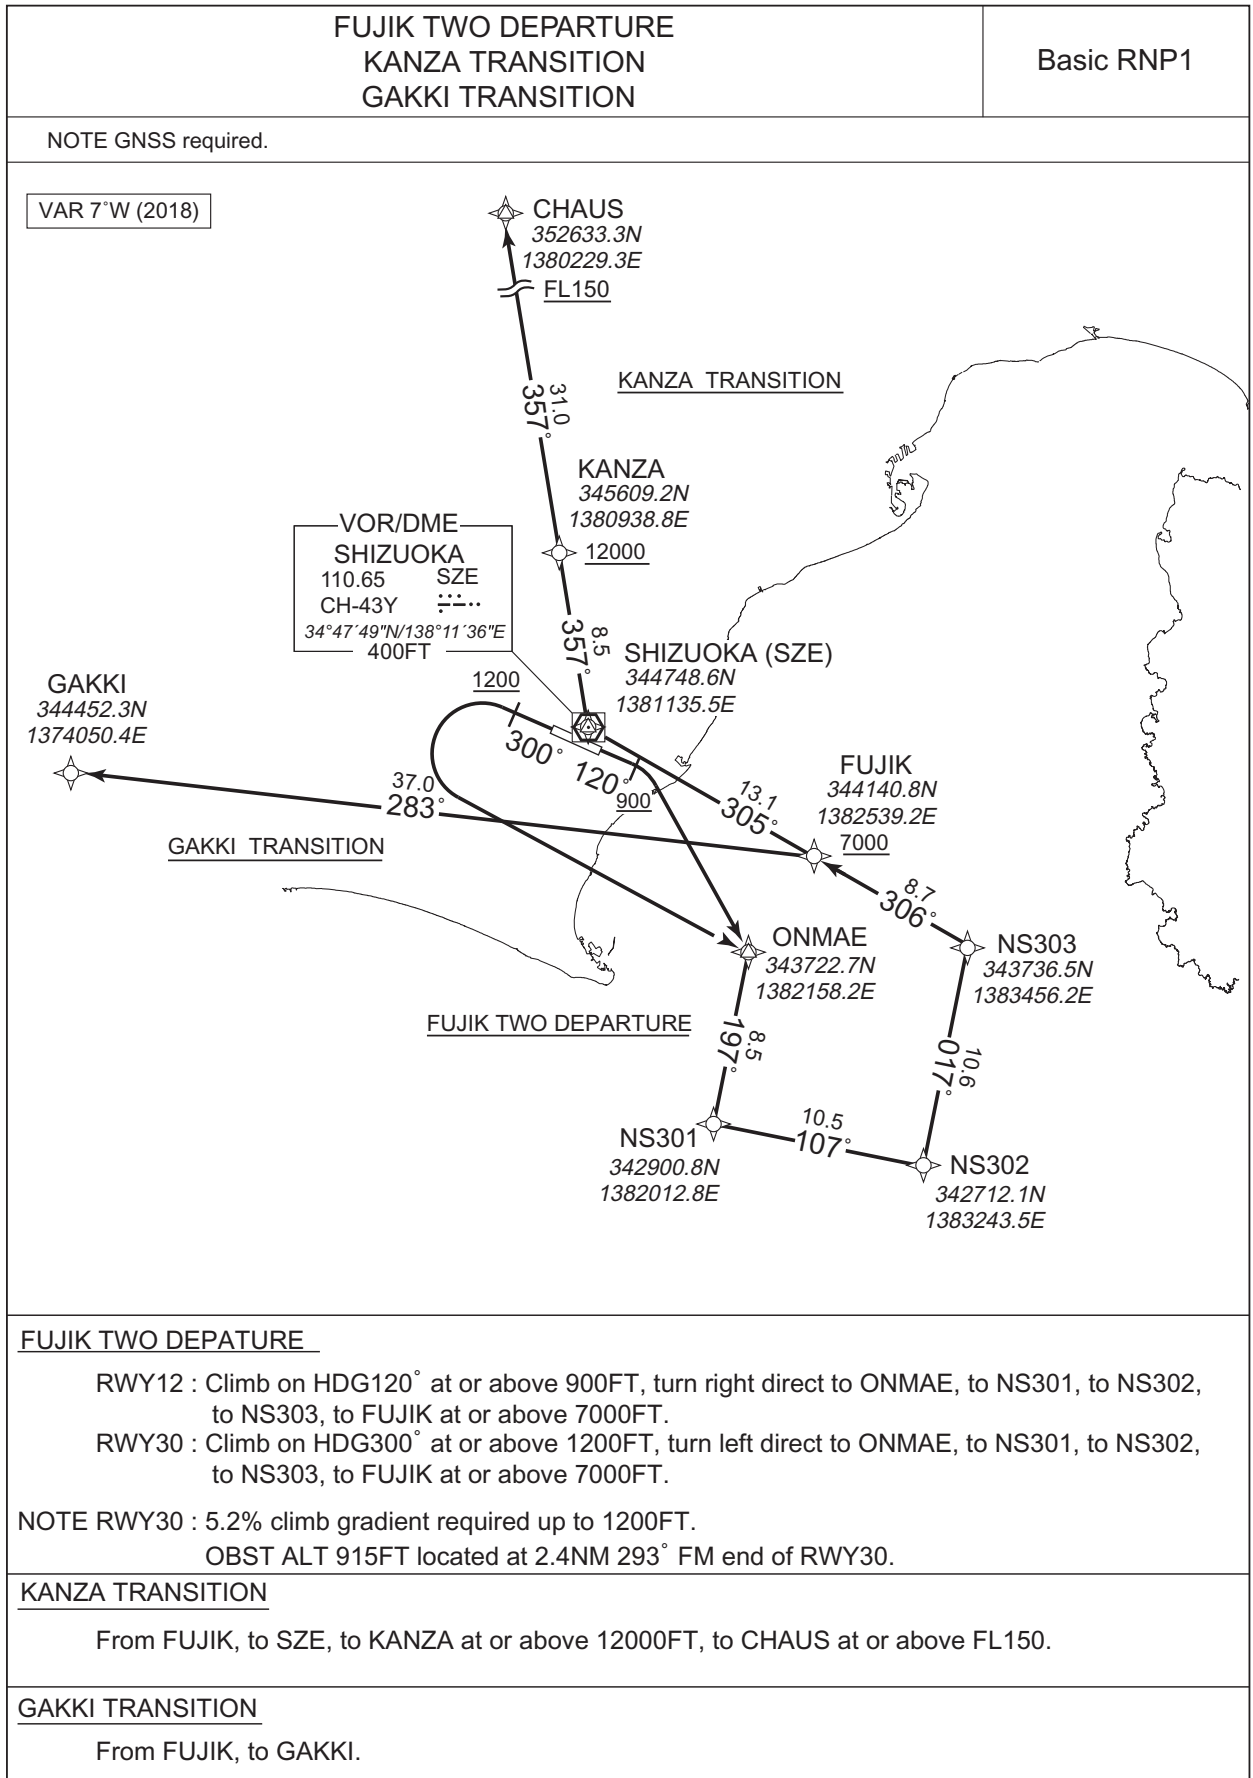 FUJIK TWO DEPARTURE
KANZA TRANSITION
GAKKI TRANSITION
Basic RNP1
NOTE GNSS required.
VAR 7˚W (2018)
CHAUS
352633.3N
1380229.3E
FL150
KANZA TRANSITION
31.0
357˚
KANZA
345609.2N
1380938.8E
12000
VOR/DME
SHIZUOKA
110.65 SZE
CH-43Y
34°47´49"N/138°11´36"E
400FT
8.5
357˚
SHIZUOKA (SZE)
344748.6N
1381135.5E
1200
GAKKI
344452.3N
1374050.4E
300˚
120˚
900
FUJIK
344140.8N
1382539.2E
7000
13.1
305˚
37.0
283˚
GAKKI TRANSITION
8.7
306˚
ONMAE
343722.7N
1382158.2E
NS303
343736.5N
1383456.2E
FUJIK TWO DEPARTURE
8.5
197˚
10.6
017˚
NS301
342900.8N
1382012.8E
10.5
107˚
NS302
342712.1N
1383243.5E
FUJIK TWO DEPATURE
RWY12 : Climb on HDG120˚ at or above 900FT, turn right direct to ONMAE, to NS301, to NS302,
to NS303, to FUJIK at or above 7000FT.
RWY30 : Climb on HDG300˚ at or above 1200FT, turn left direct to ONMAE, to NS301, to NS302,
to NS303, to FUJIK at or above 7000FT.
NOTE RWY30 : 5.2% climb gradient required up to 1200FT.
OBST ALT 915FT located at 2.4NM 293˚ FM end of RWY30.
KANZA TRANSITION
From FUJIK, to SZE, to KANZA at or above 12000FT, to CHAUS at or above FL150.
GAKKI TRANSITION
From FUJIK, to GAKKI.